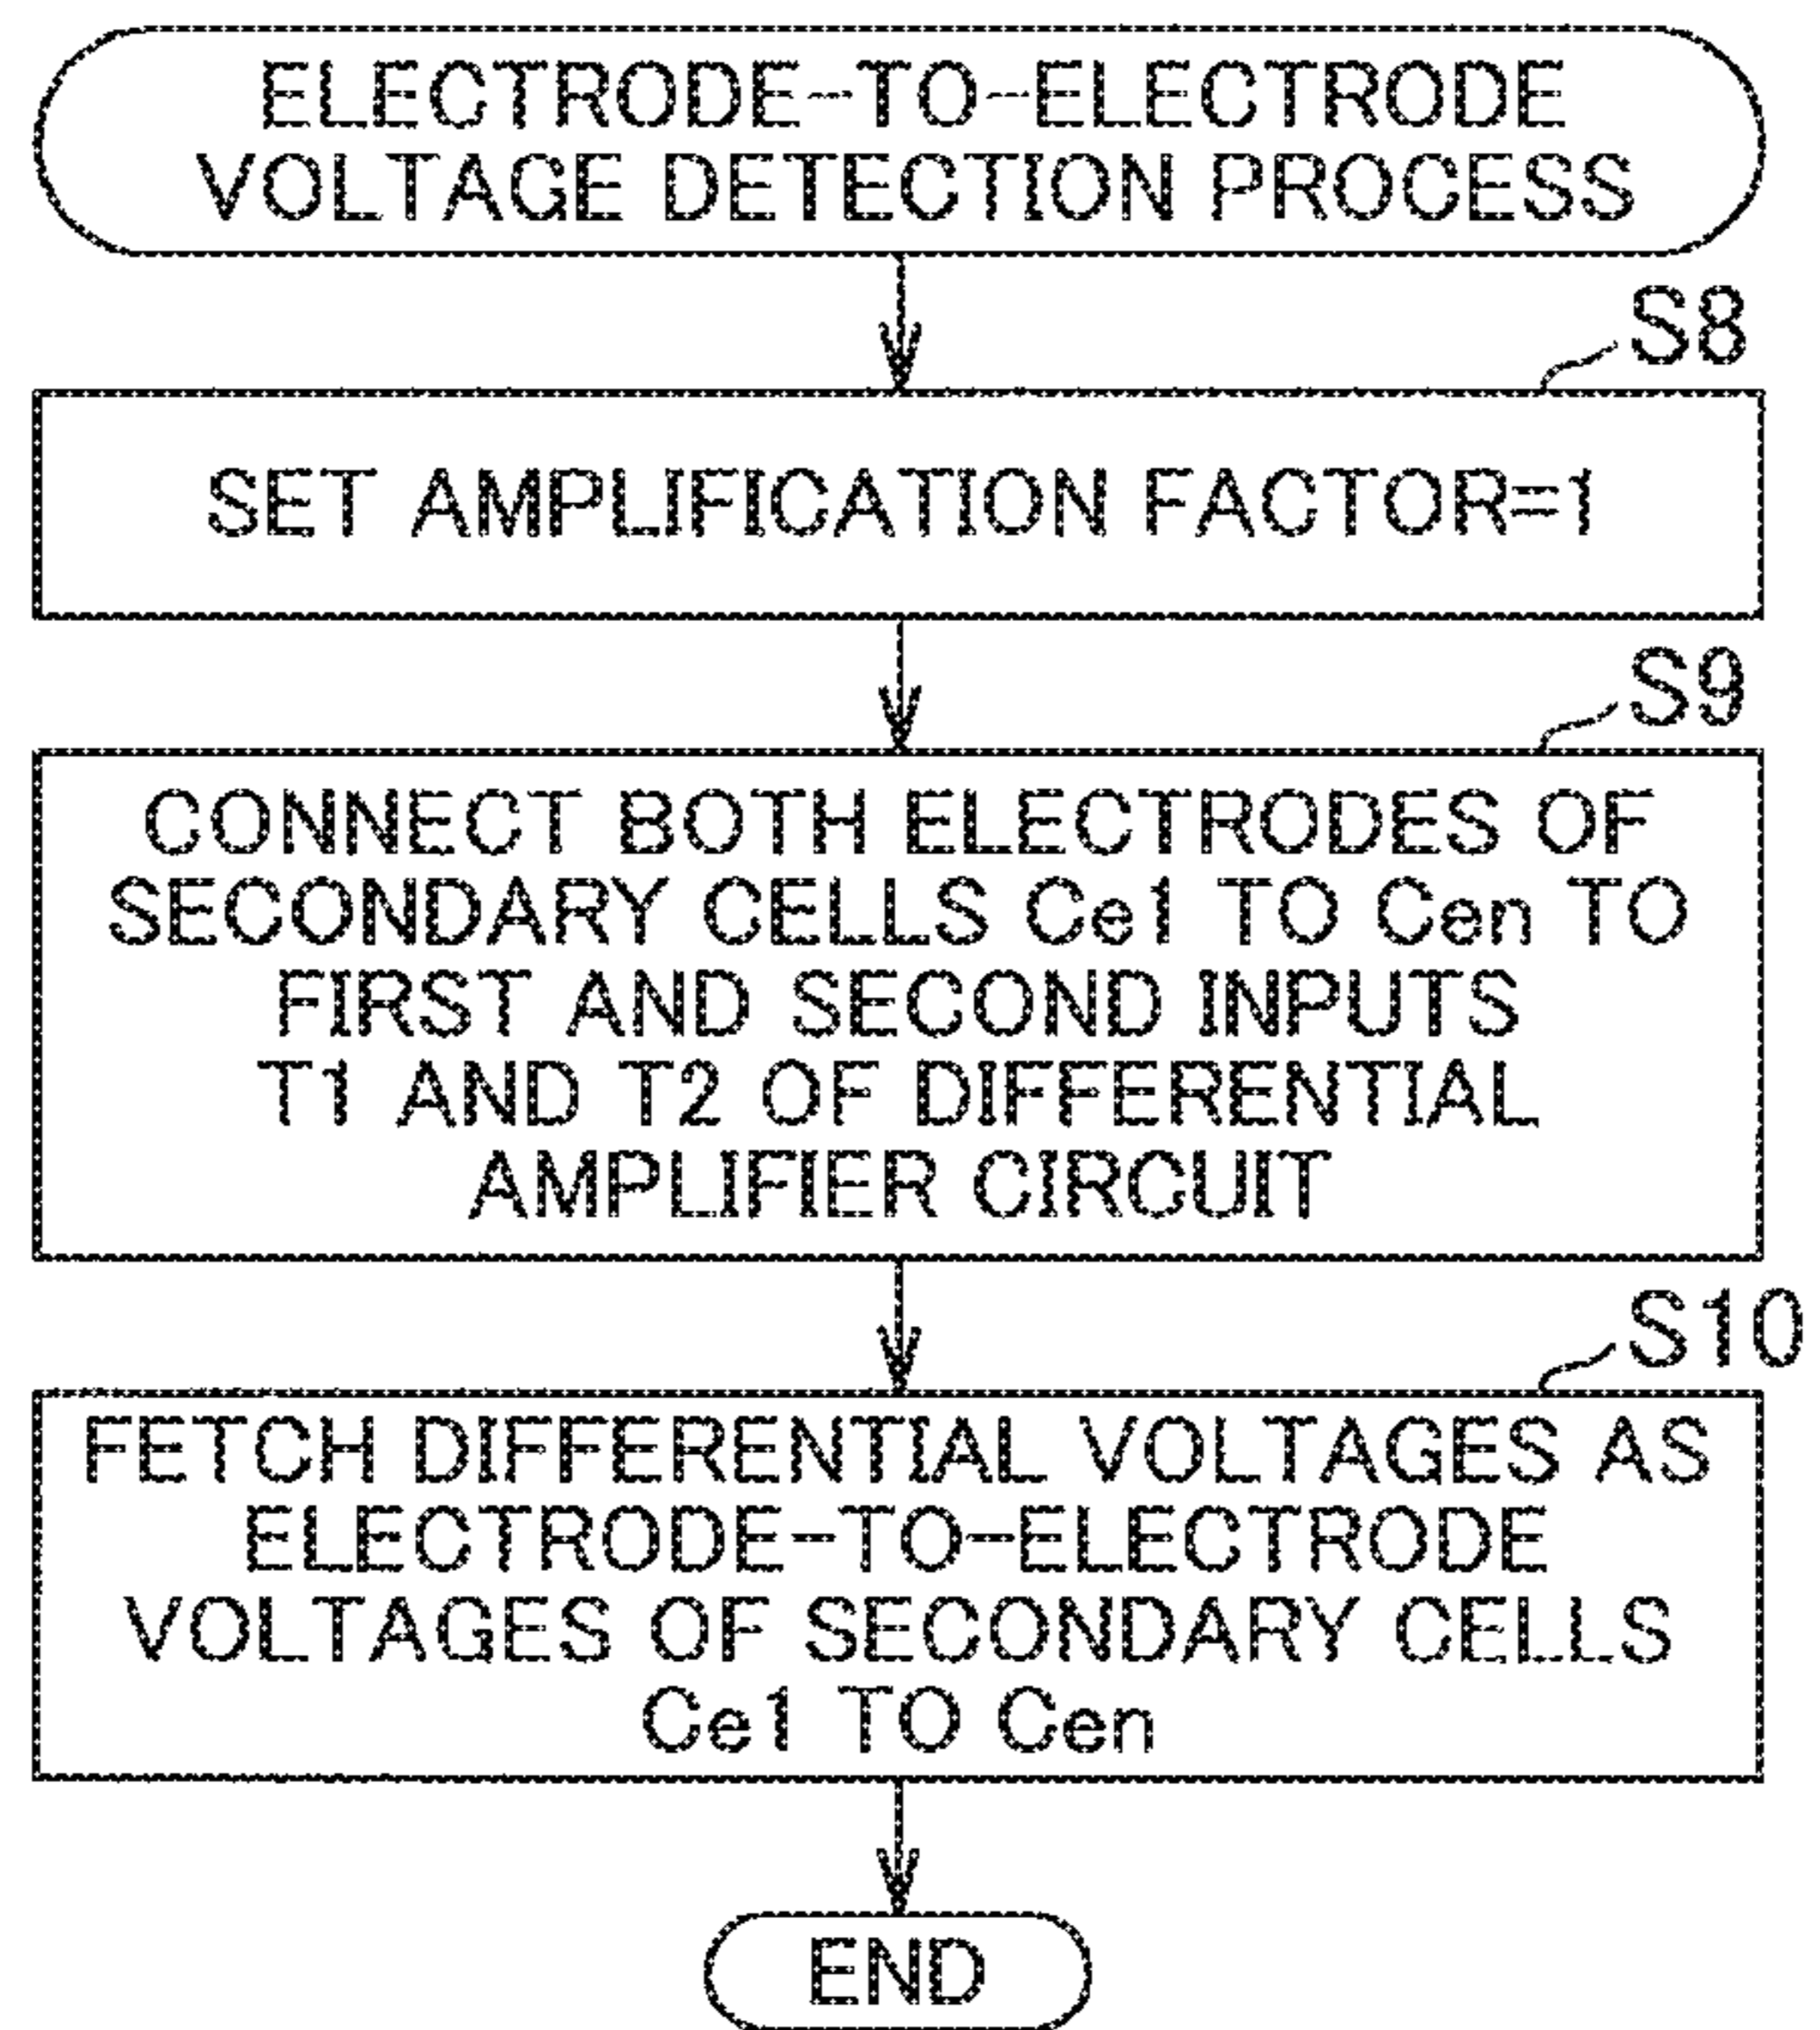 ELECTRODE-TO-ELECTRODE
VOLTAGE DETECTION PROCESS
S8
SET AMPLIFICATION FACTOR=1
S9
CONNECT BOTH ELECTRODES OF
SECONDARY CELLS Ce1 TO Cen TO
FIRST AND SECOND INPUTS
T1 AND T2 OF DIFFERENTIAL
AMPLIFIER CIRCUIT
S10
FETCH DIFFERENTIAL VOLTAGES AS
ELECTRODE-TO-ELECTRODE
VOLTAGES OF SECONDARY CELLS
Ce1 TO Cen
END